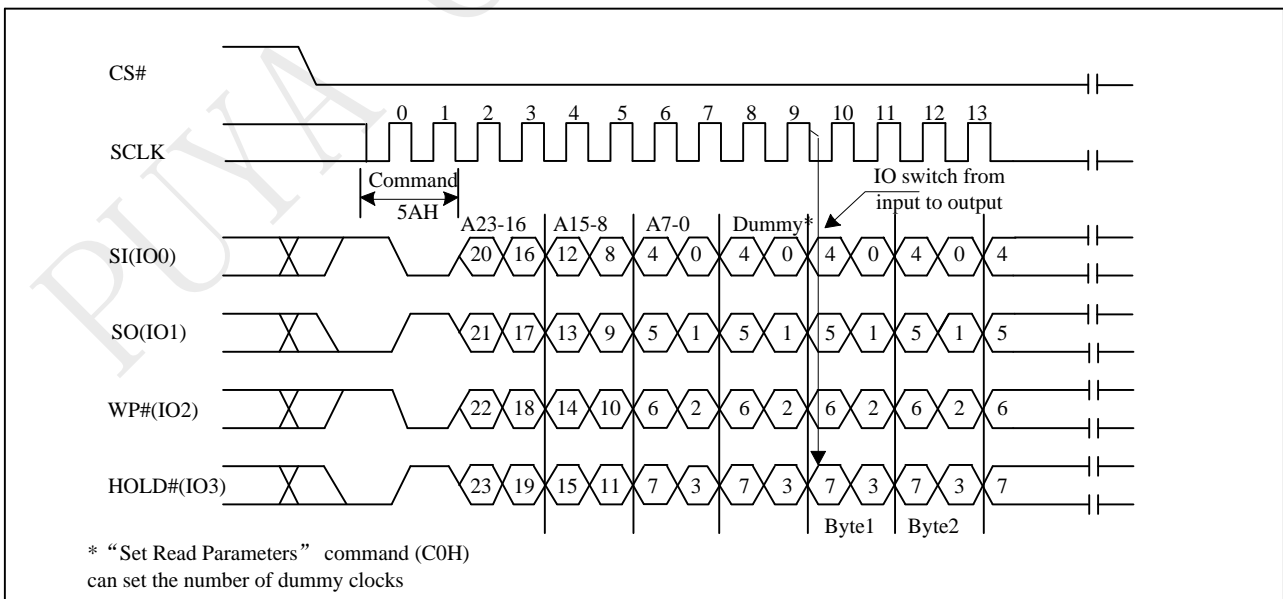 PUYA
CS#
0 1 2 3 4 5 6 7 8 9 10 11 12 13
SCLK
Command
5AH
IO switch from
input to output
A23-16 A15-8 A7-0 Dummy*
SI(IO0) 20 16 12 8 4 0 4 0 4 0 4 0 4
SO(IO1) 21 17 13 9 5 1 5 1 5 1 5 1 5
WP#(IO2) 22 18 14 10 6 2 6 2 6 2 6 2 6
HOLD#(IO3) 23 19 15 11 7 3 7 3 7 3 7 3 7
Byte1 Byte2
* “Set Read Parameters” command (C0H)
can set the number of dummy clocks